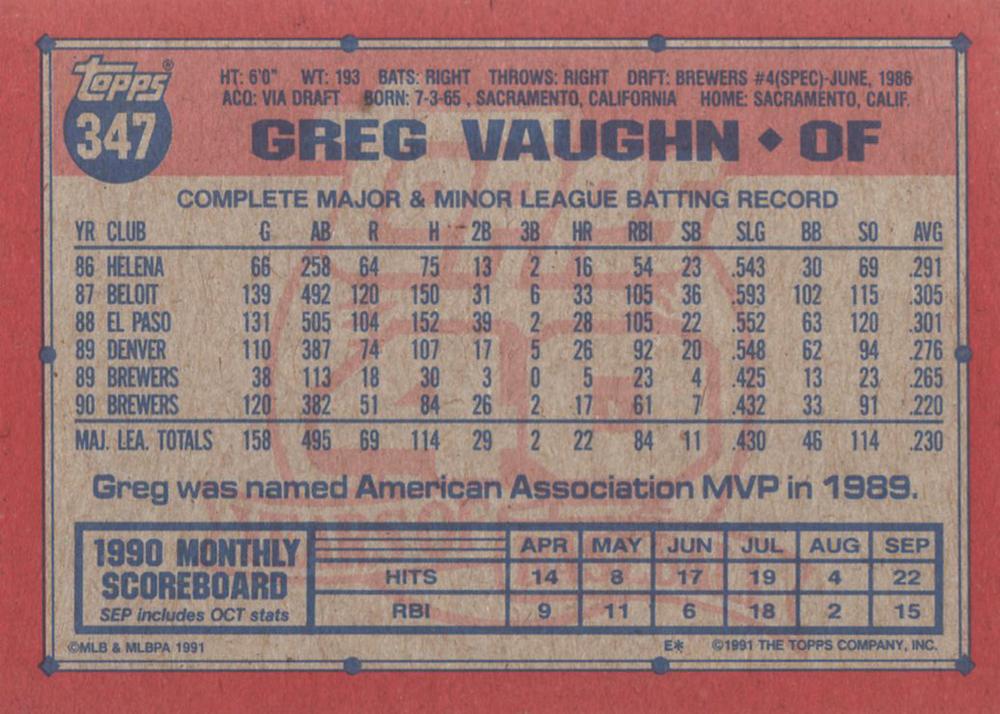 topps®
347
HT: 6'0" WT: 193 BATS: RIGHT THROWS: RIGHT DRFT: BREWERS #4(SPEC)-JUNE, 1986
ACQ: VIA DRAFT BORN: 7-3-65, SACRAMENTO, CALIFORNIA HOME: SACRAMENTO, CALIF.
GREG VAUGHN ◆ OF
COMPLETE MAJOR & MINOR LEAGUE BATTING RECORD
YR CLUB G AB R H 2B 3B HR RBI SB SLG BB SO AVG
86 HELENA 66 258 64 75 13 2 16 54 23 .543 30 69 .291
87 BELOIT 139 492 120 150 31 6 33 105 36 .593 102 115 .305
88 EL PASO 131 505 104 152 39 2 28 105 22 .552 63 120 .301
89 DENVER 110 387 74 107 17 5 26 92 20 .548 62 94 .276
89 BREWERS 38 113 18 30 3 0 5 23 4 .425 13 23 .265
90 BREWERS 120 382 51 84 26 2 17 61 7 .432 33 91 .220
MAJ. LEA. TOTALS 158 495 69 114 29 2 22 84 11 .430 46 114 .230
Greg was named American Association MVP in 1989.
1990 MONTHLY
SCOREBOARD
SEP includes OCT stats
APR MAY JUN JUL AUG SEP
HITS 14 8 17 19 4 22
RBI 9 11 6 18 2 15
©MLB & MLBPA 1991 E* ©1991 THE TOPPS COMPANY, INC.